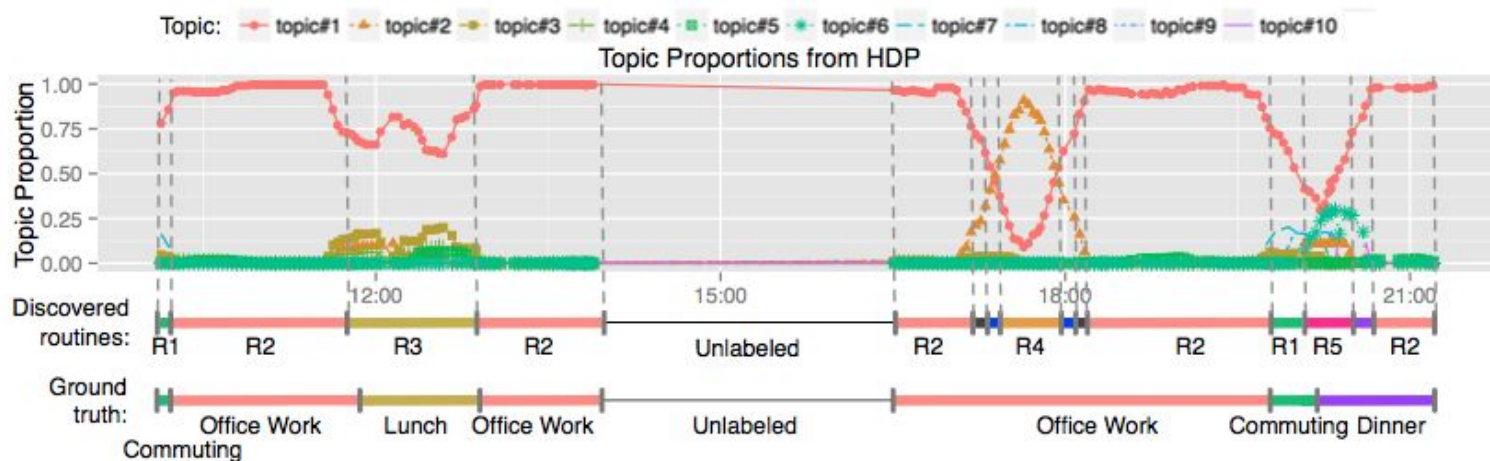 Topic: topic#1 topic#2 topic#3 topic#4 topic#5 topic#6 topic#7 topic#8 topic#9 topic#10
Topic Proportions from HDP
Topic Proportion
1.00
0.75
0.50
0.25
0.00
12:00 15:00 18:00 21:00
Discovered
routines:
R1 R2 R3 R2 Unlabeled R2 R4 R2 R1 R5 R2
Ground
truth:
Office Work Lunch Office Work Unlabeled Office Work Commuting Dinner
Commuting